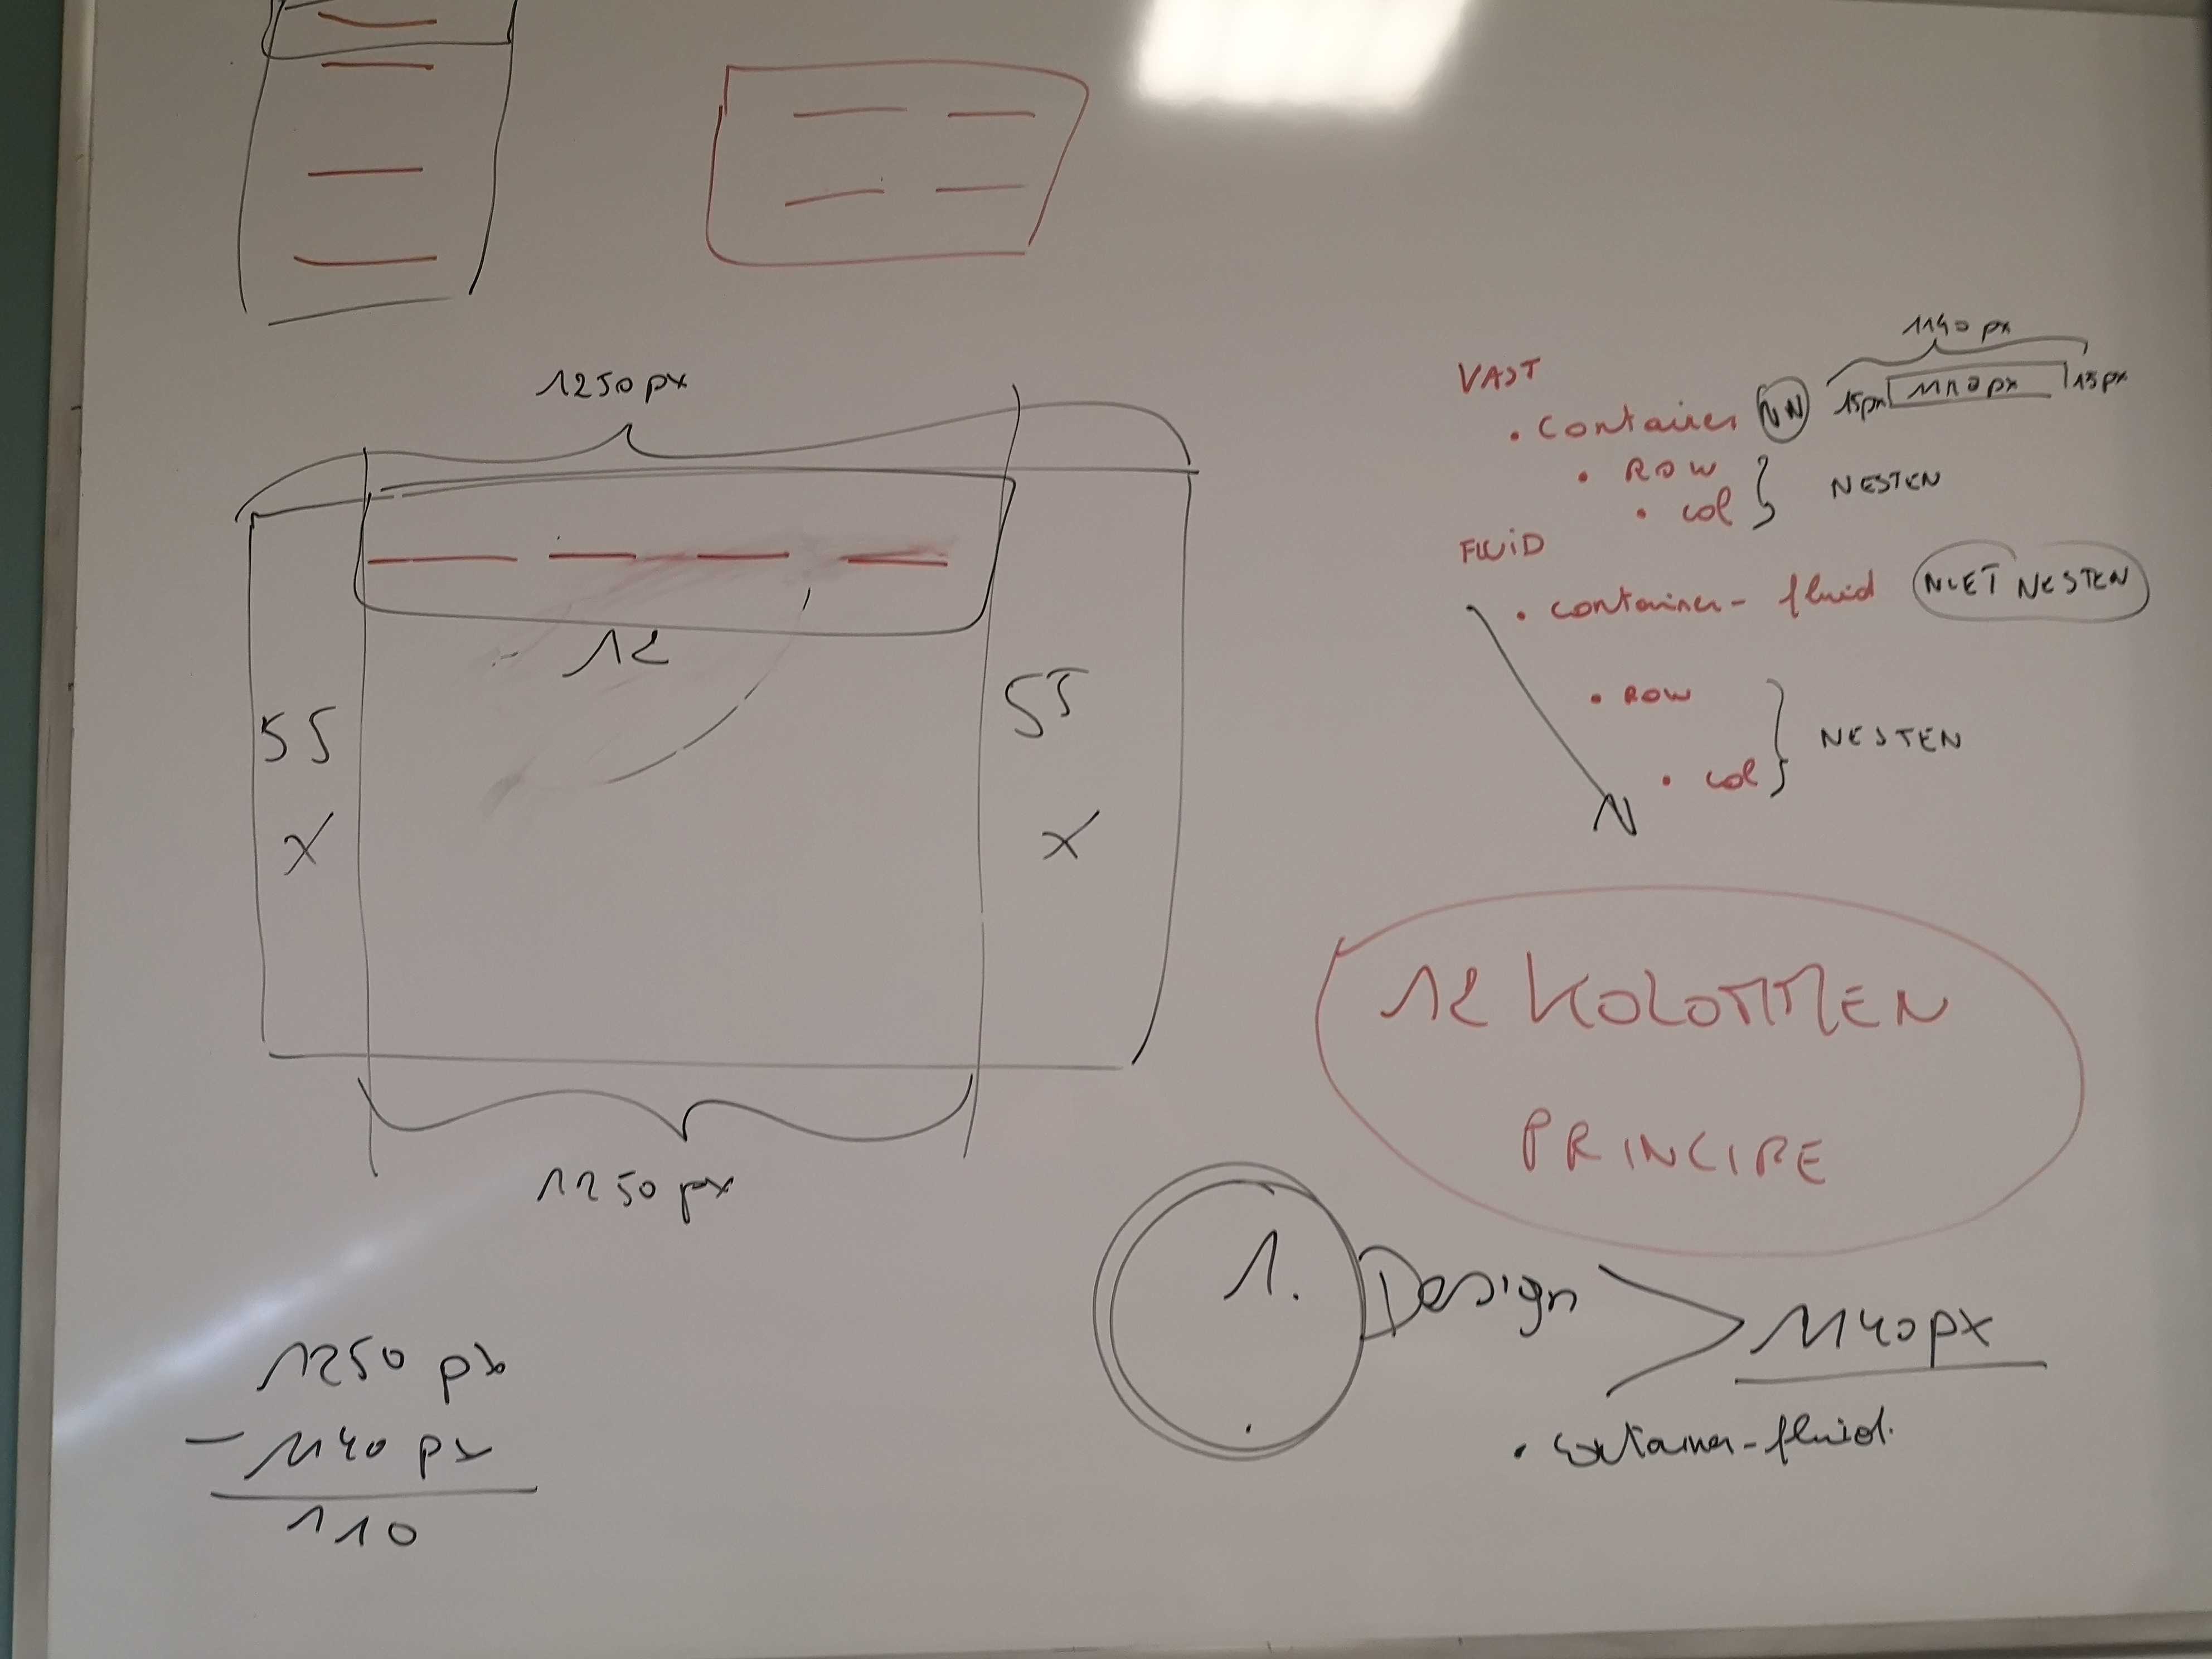 1250 px
12
55
55
X
X
1250 px
1250 px
- 1140 px
110
VAST
1140 px
. container NN 15px 1110 px 15px
. ROW
. col
NESTEN
FLUID
. container-fluid NIET NESTEN
. ROW
. col
NESTEN
N
12 KOLOMMEN
PRINCIPE
1. Design > 1140px
. container-fluid.